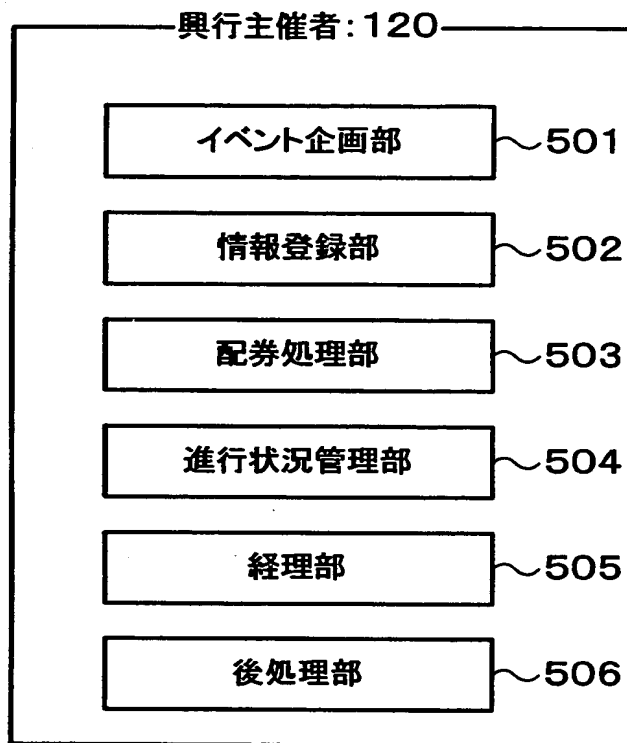 興行主催者:120
イベント企画部 501
情報登録部 502
配券処理部 503
進行状況管理部 504
経理部 505
後処理部 506